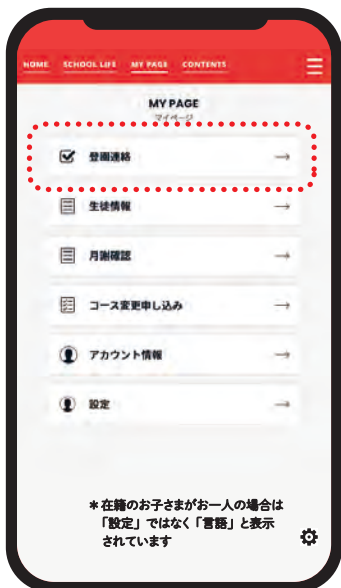 HOME SCHOOL LIFE MY PAGE CONTENTS
MY PAGE
マイページ
登園連絡
生徒情報
月謝確認
コース変更申し込み
アカウント情報
設定
＊在籍のお子さまがお一人の場合は
「設定」ではなく「言語」と表示
されています